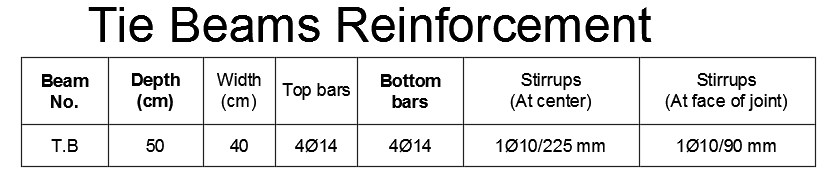 Tie Beams Reinforcement
Beam No. Depth (cm) Width (cm) Top bars Bottom bars Stirrups (At center) Stirrups (At face of joint)
T.B 50 40 4Ø14 4Ø14 1Ø10/225 mm 1Ø10/90 mm